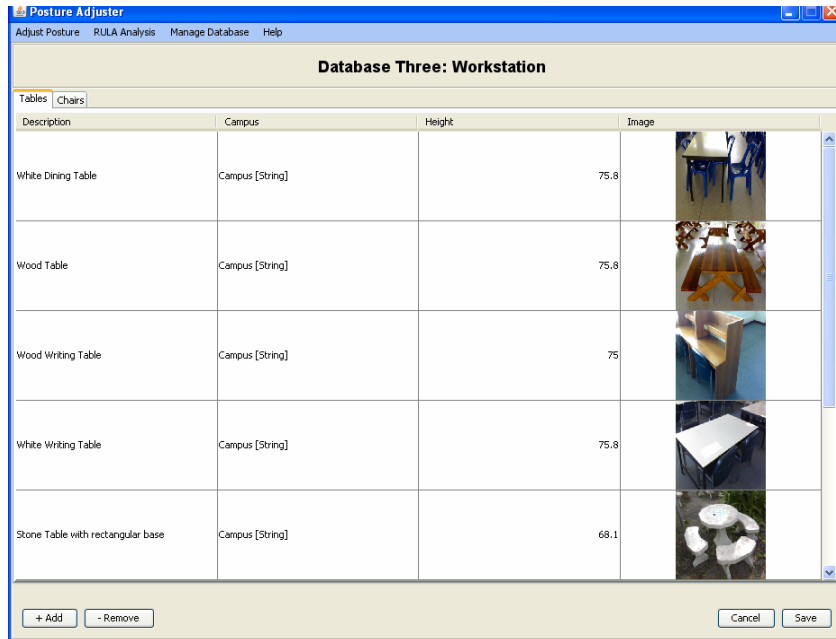 Posture Adjuster
Adjust Posture RULA Analysis Manage Database Help
Database Three: Workstation
Tables Chairs
Description Campus Height Image
White Dining Table Campus [String] 75.8
Wood Table Campus [String] 75.8
Wood Writing Table Campus [String] 75
White Writing Table Campus [String] 75.8
Stone Table with rectangular base Campus [String] 68.1
+ Add - Remove Cancel Save